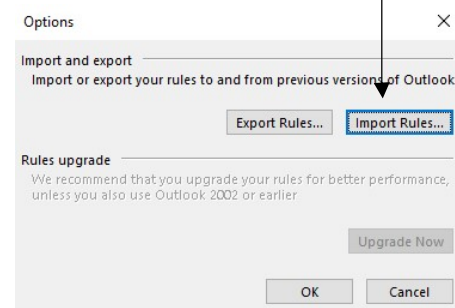 Options
Import and export
Import or export your rules to and from previous versions of Outlook
Export Rules... Import Rules...
Rules upgrade
We recommend that you upgrade your rules for better performance,
unless you also use Outlook 2002 or earlier
Upgrade Now
OK Cancel